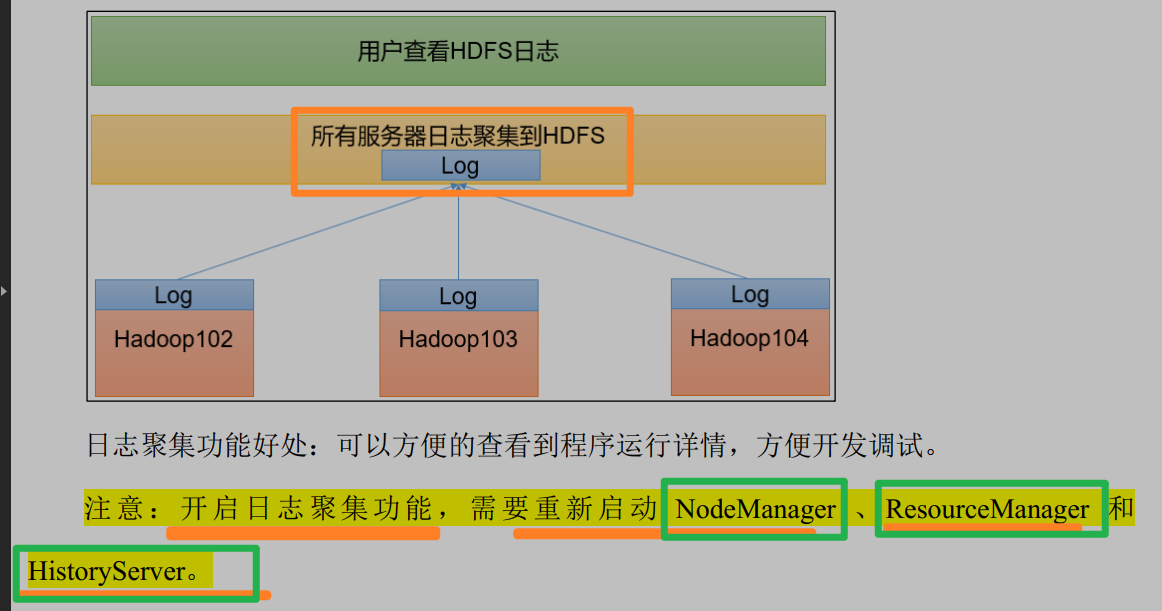 用户查看HDFS日志
所有服务器日志聚集到HDFS
Log
Log
Log
Log
Hadoop102
Hadoop103
Hadoop104
日志聚集功能好处：可以方便的查看到程序运行详情，方便开发调试。
注意：开启日志聚集功能，需要重新启动 NodeManager 、ResourceManager 和
HistoryServer。